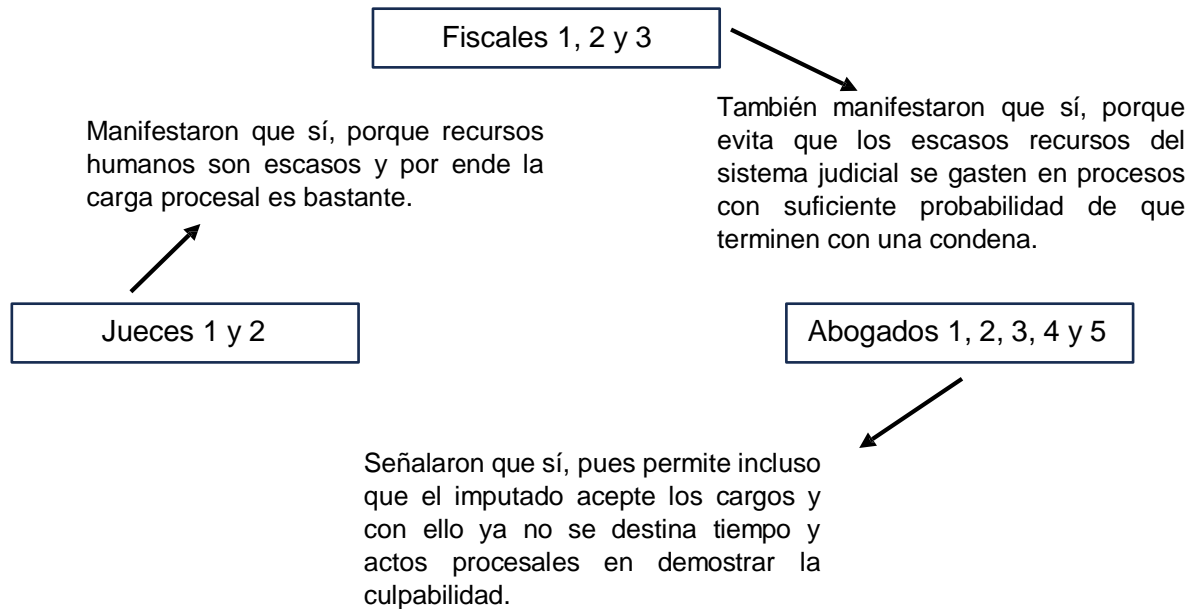 Fiscales 1, 2 y 3
También manifestaron que sí, porque
evita que los escasos recursos del
sistema judicial se gasten en procesos
con suficiente probabilidad de que
terminen con una condena.
Manifestaron que sí, porque recursos
humanos son escasos y por ende la
carga procesal es bastante.
Jueces 1 y 2
Abogados 1, 2, 3, 4 y 5
Señalaron que sí, pues permite incluso
que el imputado acepte los cargos y
con ello ya no se destina tiempo y
actos procesales en demostrar la
culpabilidad.